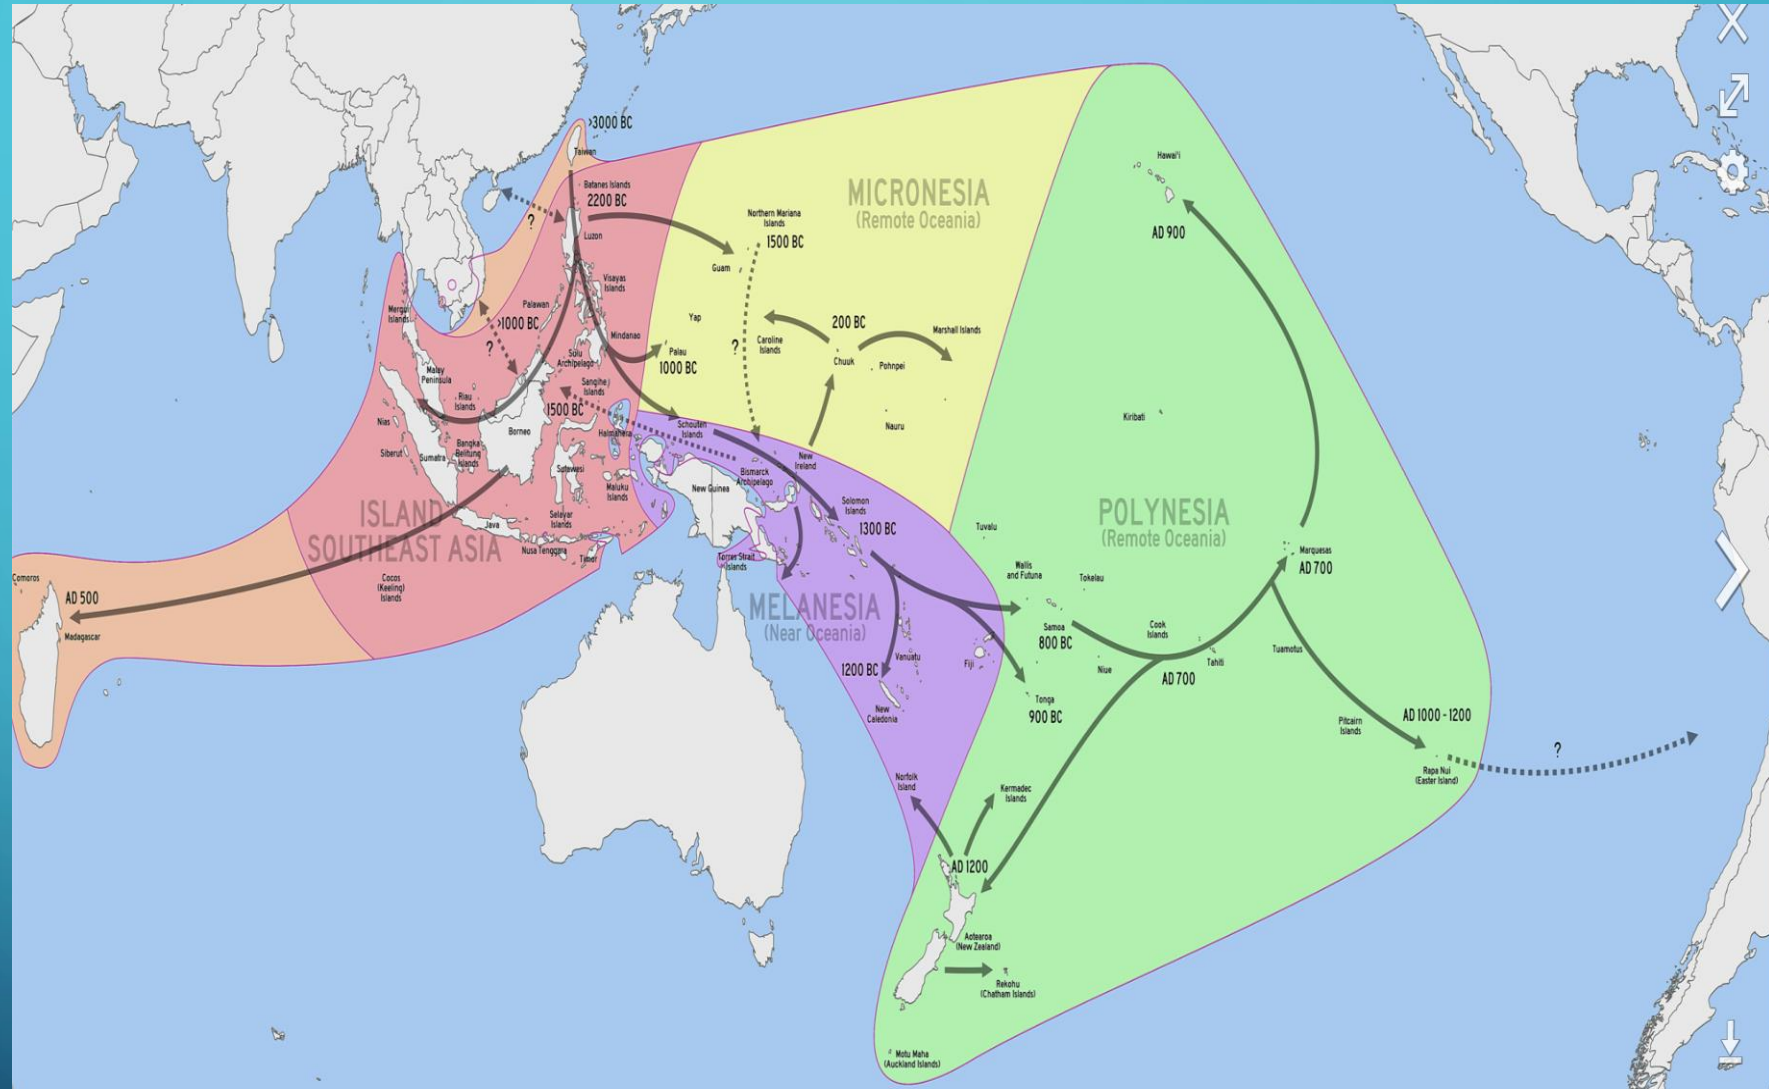 >3000 BC
Taiwan
Batanes Islands
2200 BC
?
Luzon
Hawai'i
AD 900
MICRONESIA
(Remote Oceania)
Northern Mariana
Islands
1500 BC
Guam
Visayas
Islands
Palawan
Mergui
Islands
>1000 BC
?
Yap
?
Mindanao
Palau
1000 BC
Sulu
Archipelago
Caroline
Islands
200 BC
Chuuk
Pohnpei
Marshall Islands
Malay
Peninsula
Riau
Islands
Sangihe
Islands
1500 BC
Nias
Borneo
Halmahera
Schouten
Islands
Nauru
Kiribati
Siberut
Sumatra
Bangka
Belitung
Islands
Sulawesi
Maluku
Islands
New Guinea
Bismarck
Archipelago
New
Ireland
Solomon
Islands
1300 BC
ISLAND
SOUTHEAST ASIA
Java
Selayar
Islands
Nusa Tenggara
Timor
Torres Strait
Islands
POLYNESIA
(Remote Oceania)
Tuvalu
Marquesas
AD 700
Comoros
AD 500
Madagascar
Cocos
(Keeling)
Islands
MELANESIA
(Near Oceania)
Wallis
and Futuna
Tokelau
Samoa
800 BC
Cook
Islands
Tahiti
Tuamotus
Vanuatu
1200 BC
New
Caledonia
Fiji
Niue
AD 700
Tonga
900 BC
Pitcairn
Islands
AD 1000 - 1200
Rapa Nui
(Easter Island)
?
Norfolk
Island
Kermadec
Islands
AD 1200
Aotearoa
(New Zealand)
Rekohu
(Chatham Islands)
Motu Maha
(Auckland Islands)